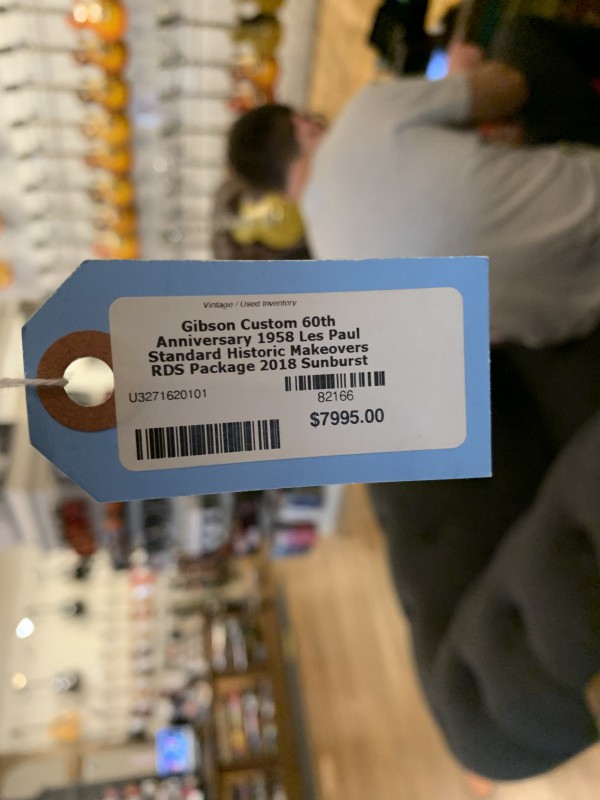 Vintage / Used Inventory
Gibson Custom 60th
Anniversary 1958 Les Paul
Standard Historic Makeovers
RDS Package 2018 Sunburst
U3271620101
82166
$7995.00